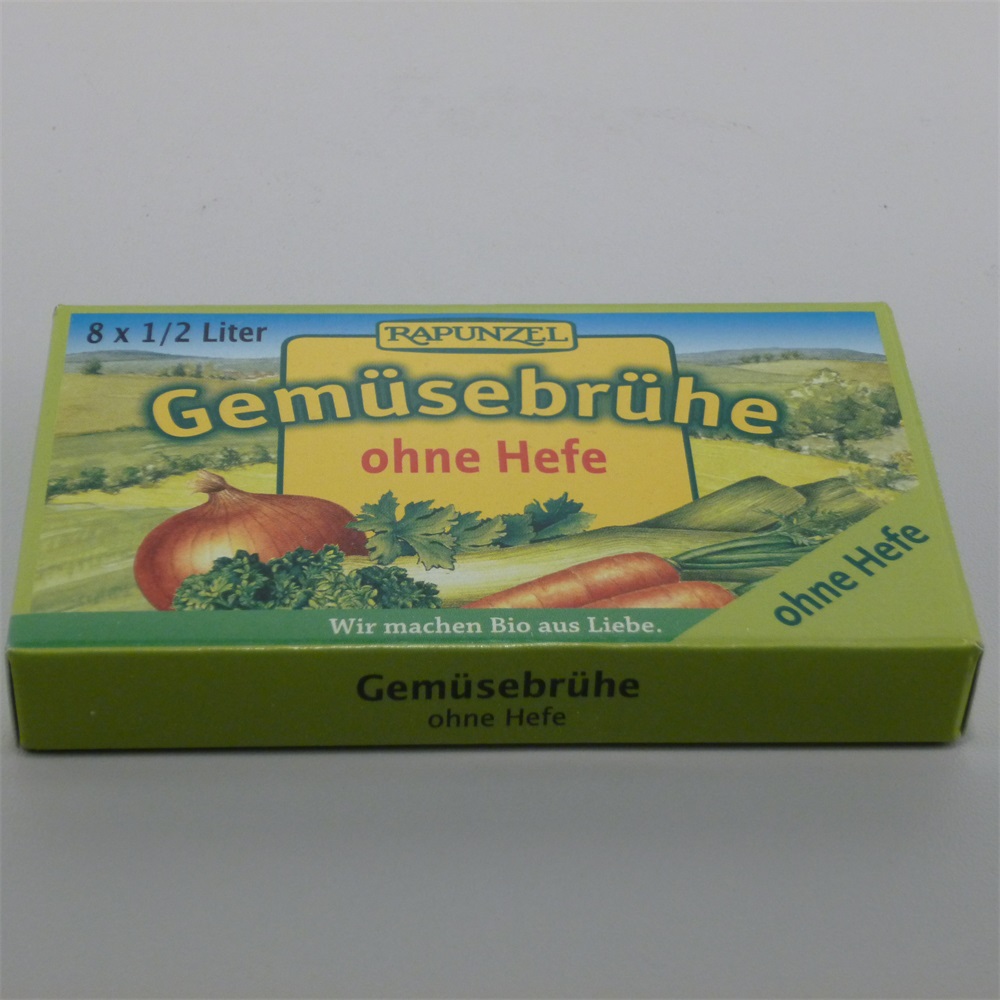 8 x 1/2 Liter
RAPUNZEL
Gemüsebrühe
ohne Hefe
ohne Hefe
Wir machen Bio aus Liebe.
Gemüsebrühe
ohne Hefe